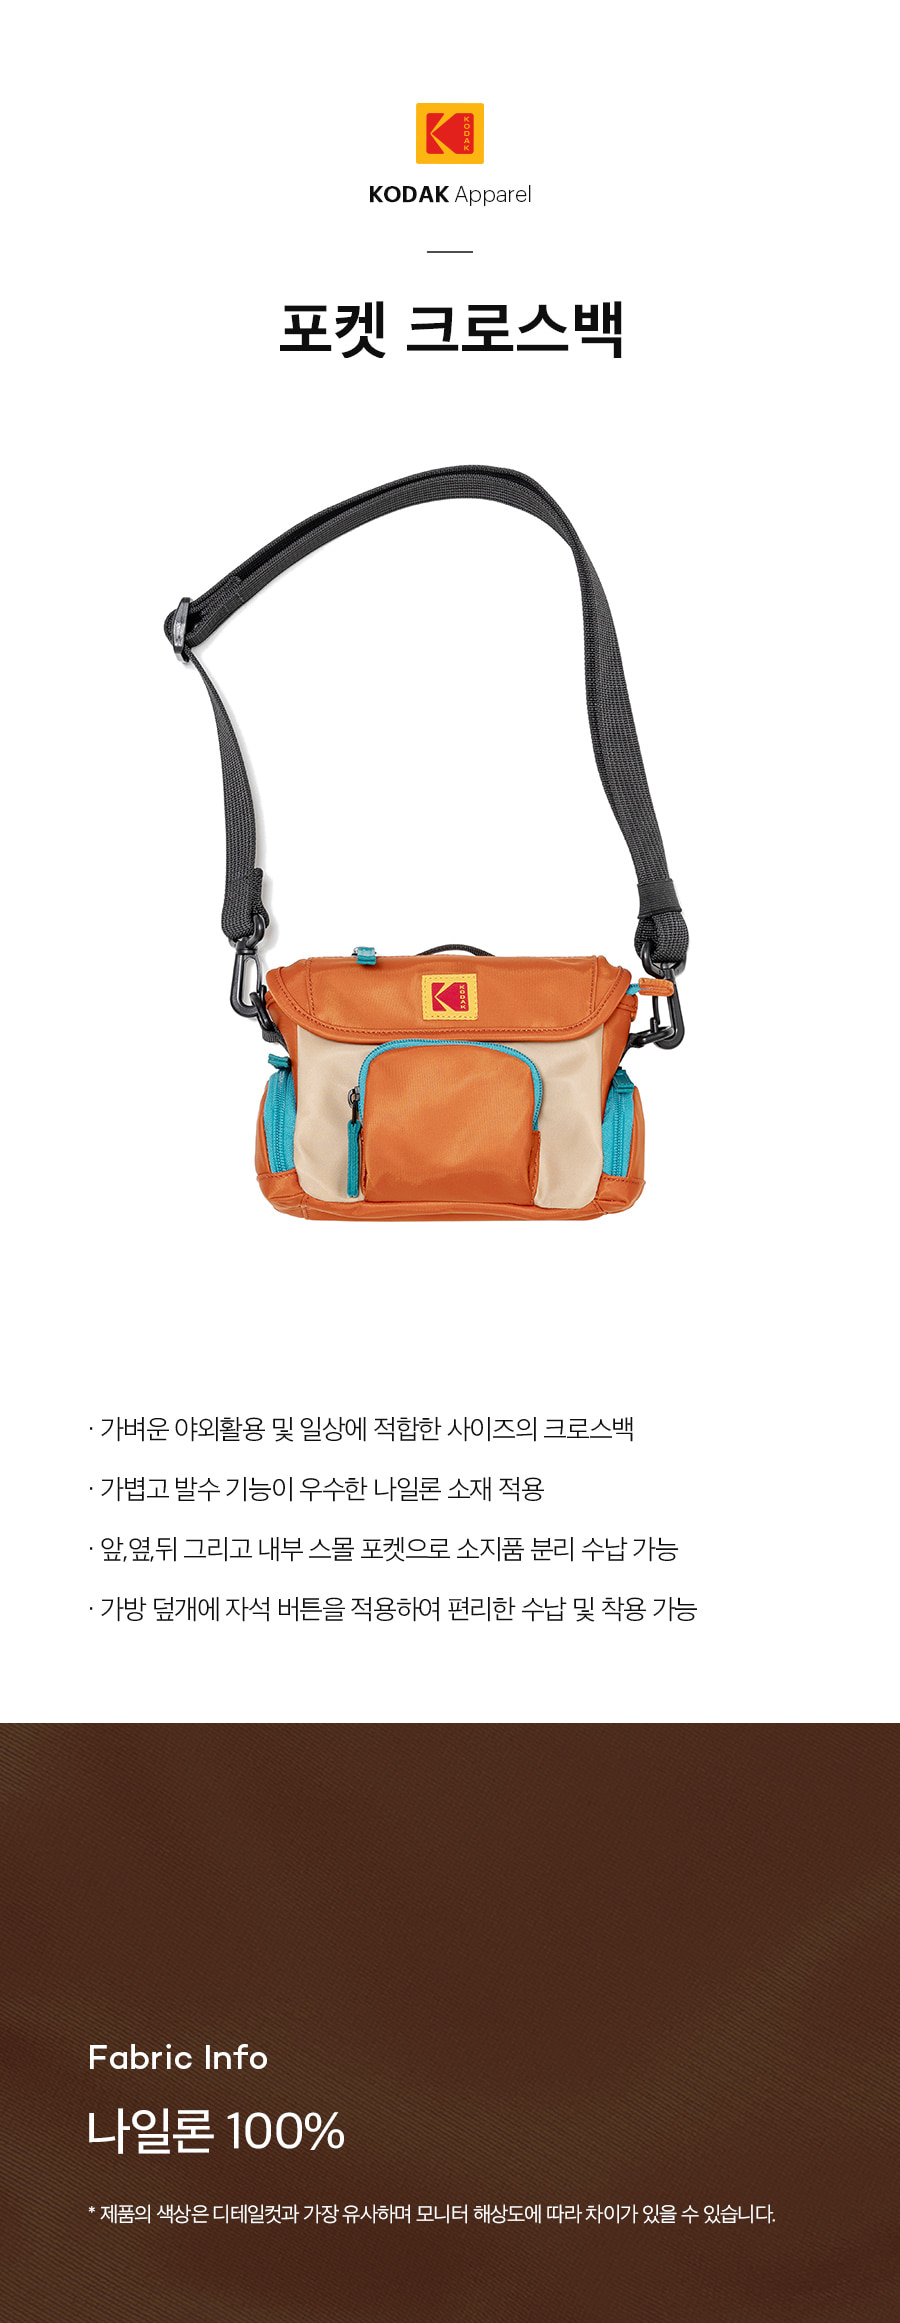 KODAK
KODAK Apparel
포켓 크로스백
KODAK
· 가벼운 야외활용 및 일상에 적합한 사이즈의 크로스백
· 가볍고 발수 기능이 우수한 나일론 소재 적용
· 앞,옆,뒤 그리고 내부 스몰 포켓으로 소지품 분리 수납 가능
· 가방 덮개에 자석 버튼을 적용하여 편리한 수납 및 착용 가능
Fabric Info
나일론 100%
* 제품의 색상은 디테일컷과 가장 유사하며 모니터 해상도에 따라 차이가 있을 수 있습니다.